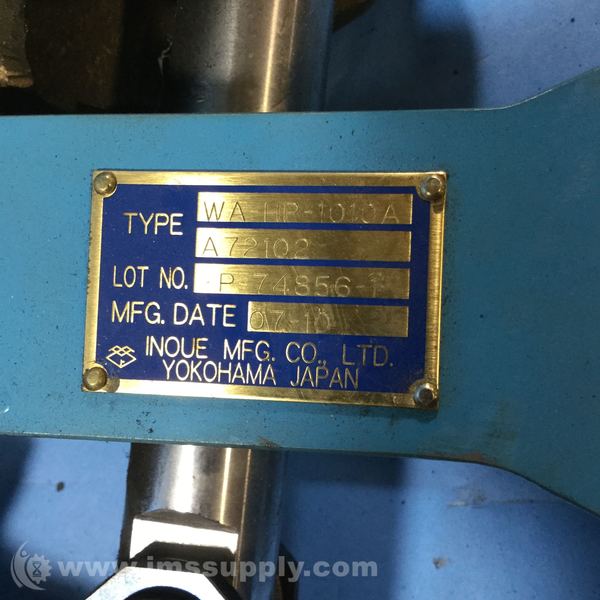 TYPE WA-HP-1010A
A72102
LOT NO. P-74856-1
MFG. DATE 07-10
INOUE MFG. CO., LTD.
YOKOHAMA JAPAN
www.imssupply.com